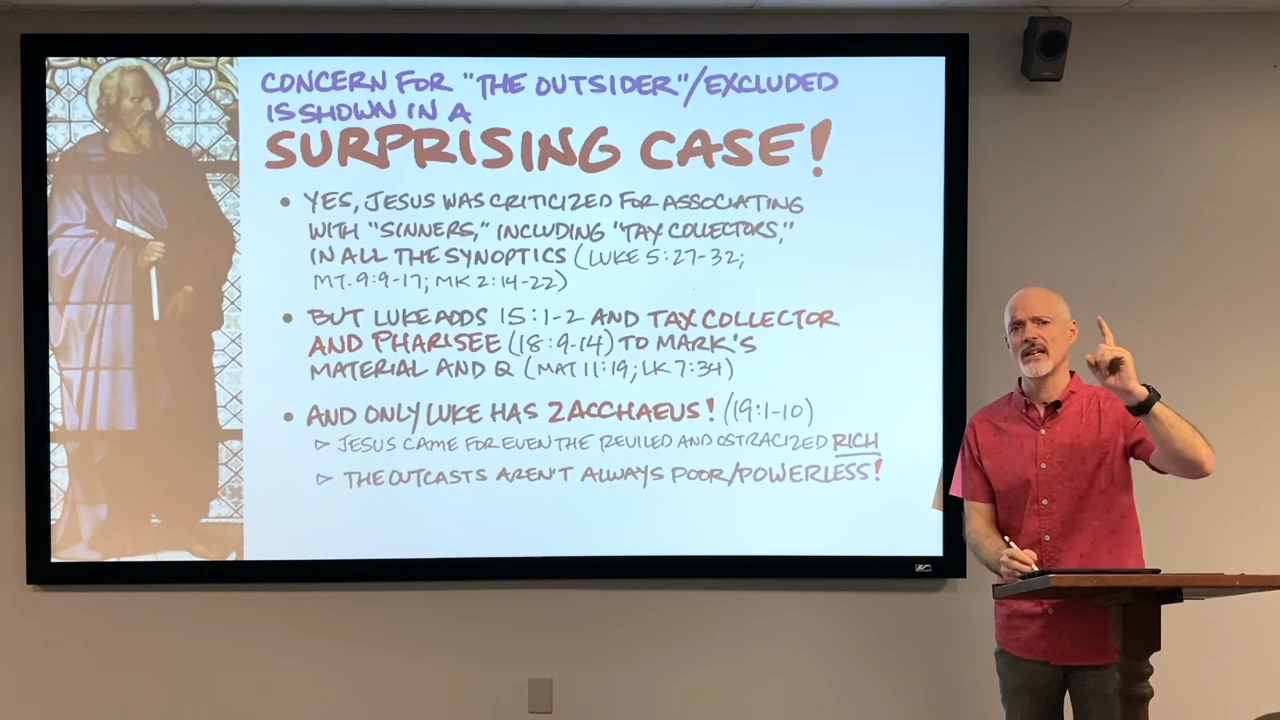 CONCERN FOR "THE OUTSIDER"/EXCLUDED
IS SHOWN IN A
SURPRISING CASE!
• YES, JESUS WAS CRITICIZED FOR ASSOCIATING
WITH "SINNERS," INCLUDING "TAX COLLECTORS,"
IN ALL THE SYNOPTICS (LUKE 5:27-32;
MT. 9:9-17; MK 2:14-22)
• BUT LUKE ADDS 15:1-2 AND TAX COLLECTOR
AND PHARISEE (18:9-14) TO MARK'S
MATERIAL AND Q (MAT 11:19; LK 7:34)
• AND ONLY LUKE HAS ZACCHAEUS! (19:1-10)
▷ JESUS CAME FOR EVEN THE REVILED AND OSTRACIZED RICH
▷ THE OUTCASTS AREN'T ALWAYS POOR/POWERLESS!